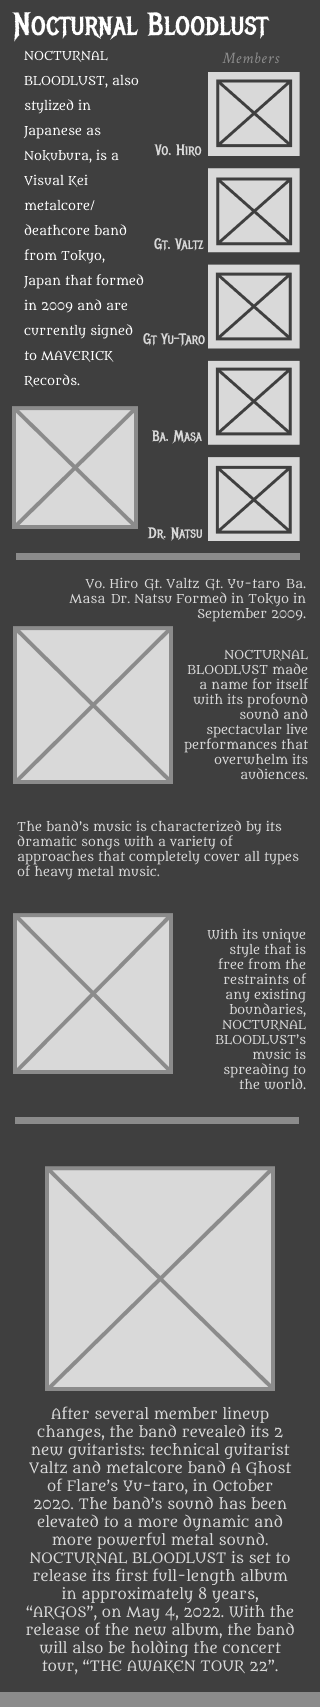 Nocturnal Bloodlust
NOCTURNAL
BLOODLUST, also
stylized in
Japanese as
Nokubura, is a
Visual Kei
metalcore/
deathcore band
from Tokyo,
Japan that formed
in 2009 and are
currently signed
to MAVERICK
Records.
Members
Vo. Hiro
Gt. Valtz
Gt Yu-Taro
Ba. Masa
Dr. Natsu
Vo. Hiro Gt. Valtz Gt. Yu-taro Ba.
Masa Dr. Natsu Formed in Tokyo in
September 2009.
NOCTURNAL
BLOODLUST made
a name for itself
with its profound
sound and
spectacular live
performances that
overwhelm its
audiences.
The band's music is characterized by its
dramatic songs with a variety of
approaches that completely cover all types
of heavy metal music.
With its unique
style that is
free from the
restraints of
any existing
boundaries,
NOCTURNAL
BLOODLUST's
music is
spreading to
the world.
After several member lineup
changes, the band revealed its 2
new guitarists: technical guitarist
Valtz and metalcore band A Ghost
of Flare's Yu-taro, in October
2020. The band's sound has been
elevated to a more dynamic and
more powerful metal sound.
NOCTURNAL BLOODLUST is set to
release its first full-length album
in approximately 8 years,
"ARGOS", on May 4, 2022. With the
release of the new album, the band
will also be holding the concert
tour, "THE AWAKEN TOUR 22".